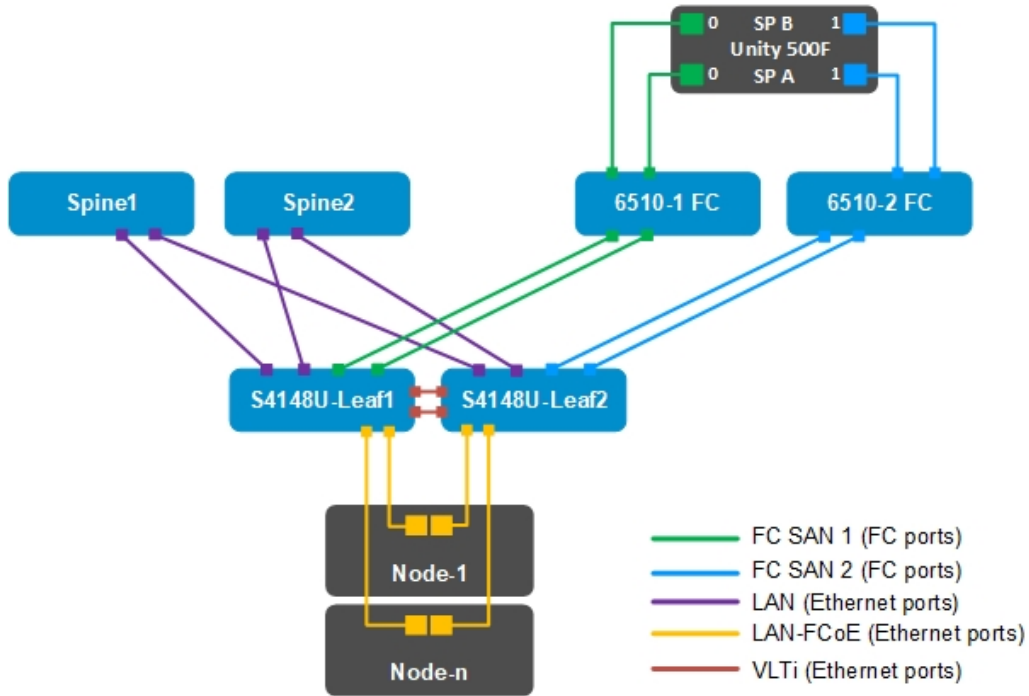 0 SP B 1
Unity 500F
0 SP A 1
Spine1 Spine2 6510-1 FC 6510-2 FC
S4148U-Leaf1 S4148U-Leaf2
Node-1
Node-n
FC SAN 1 (FC ports)
FC SAN 2 (FC ports)
LAN (Ethernet ports)
LAN-FCoE (Ethernet ports)
VLTi (Ethernet ports)